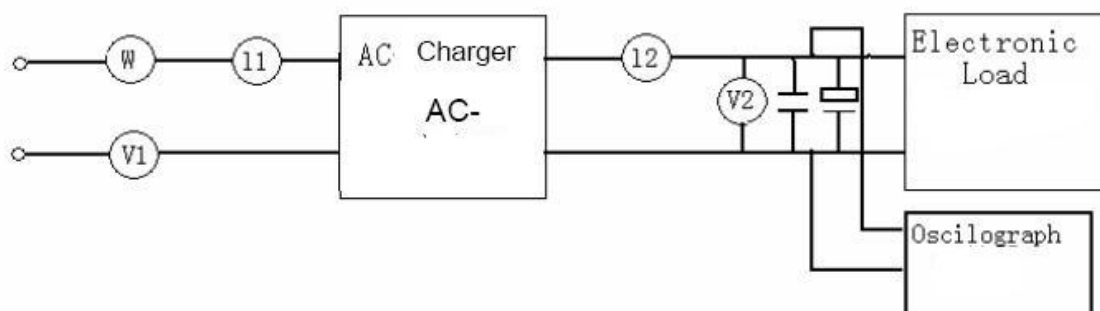 W
I1
V1
AC Charger
AC-
I2
V2
Electronic
Load
Oscilograph